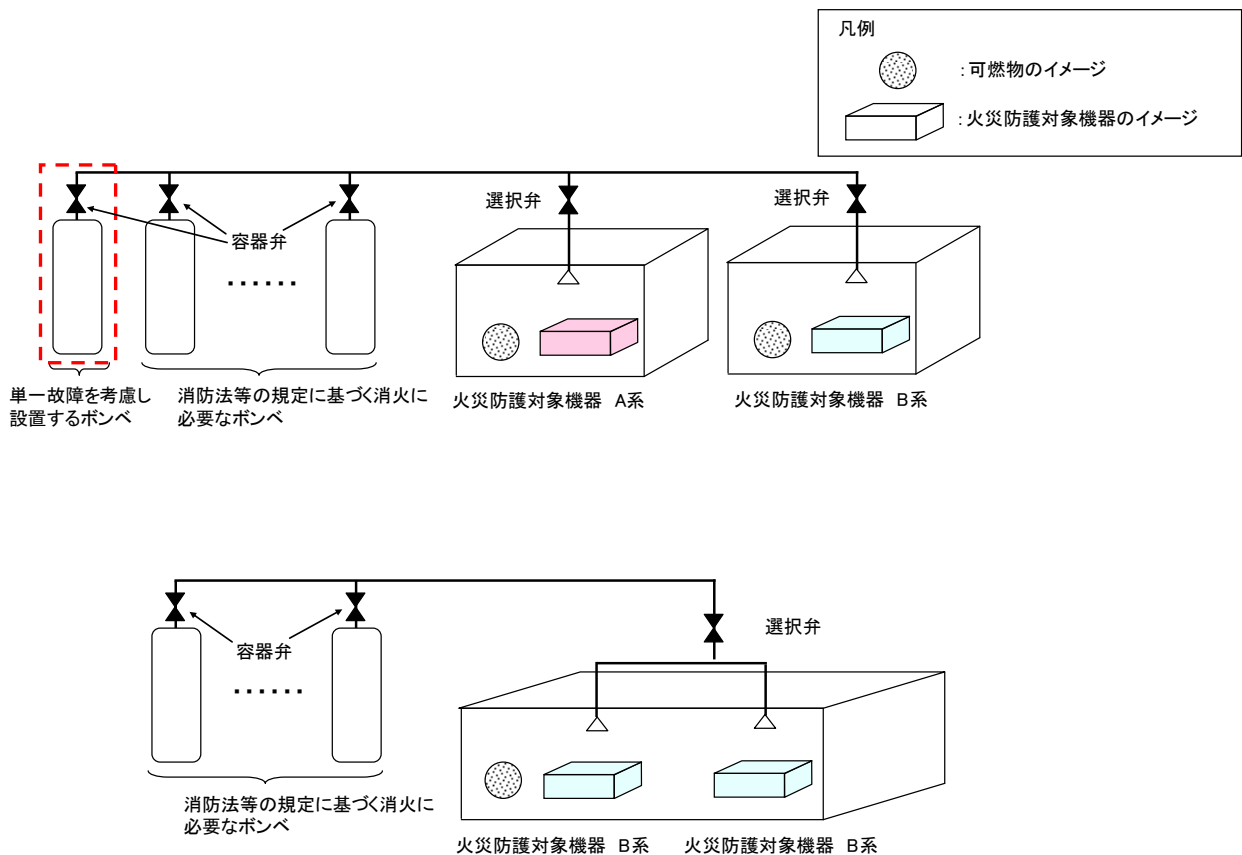 凡例
：可燃物のイメージ
：火災防護対象機器のイメージ
選択弁
選択弁
容器弁
・・・・・・
単一故障を考慮し
設置するボンベ
消防法等の規定に基づく消火に
必要なボンベ
火災防護対象機器　A系
火災防護対象機器　B系
選択弁
容器弁
・・・・・・
消防法等の規定に基づく消火に
必要なボンベ
火災防護対象機器　B系
火災防護対象機器　B系